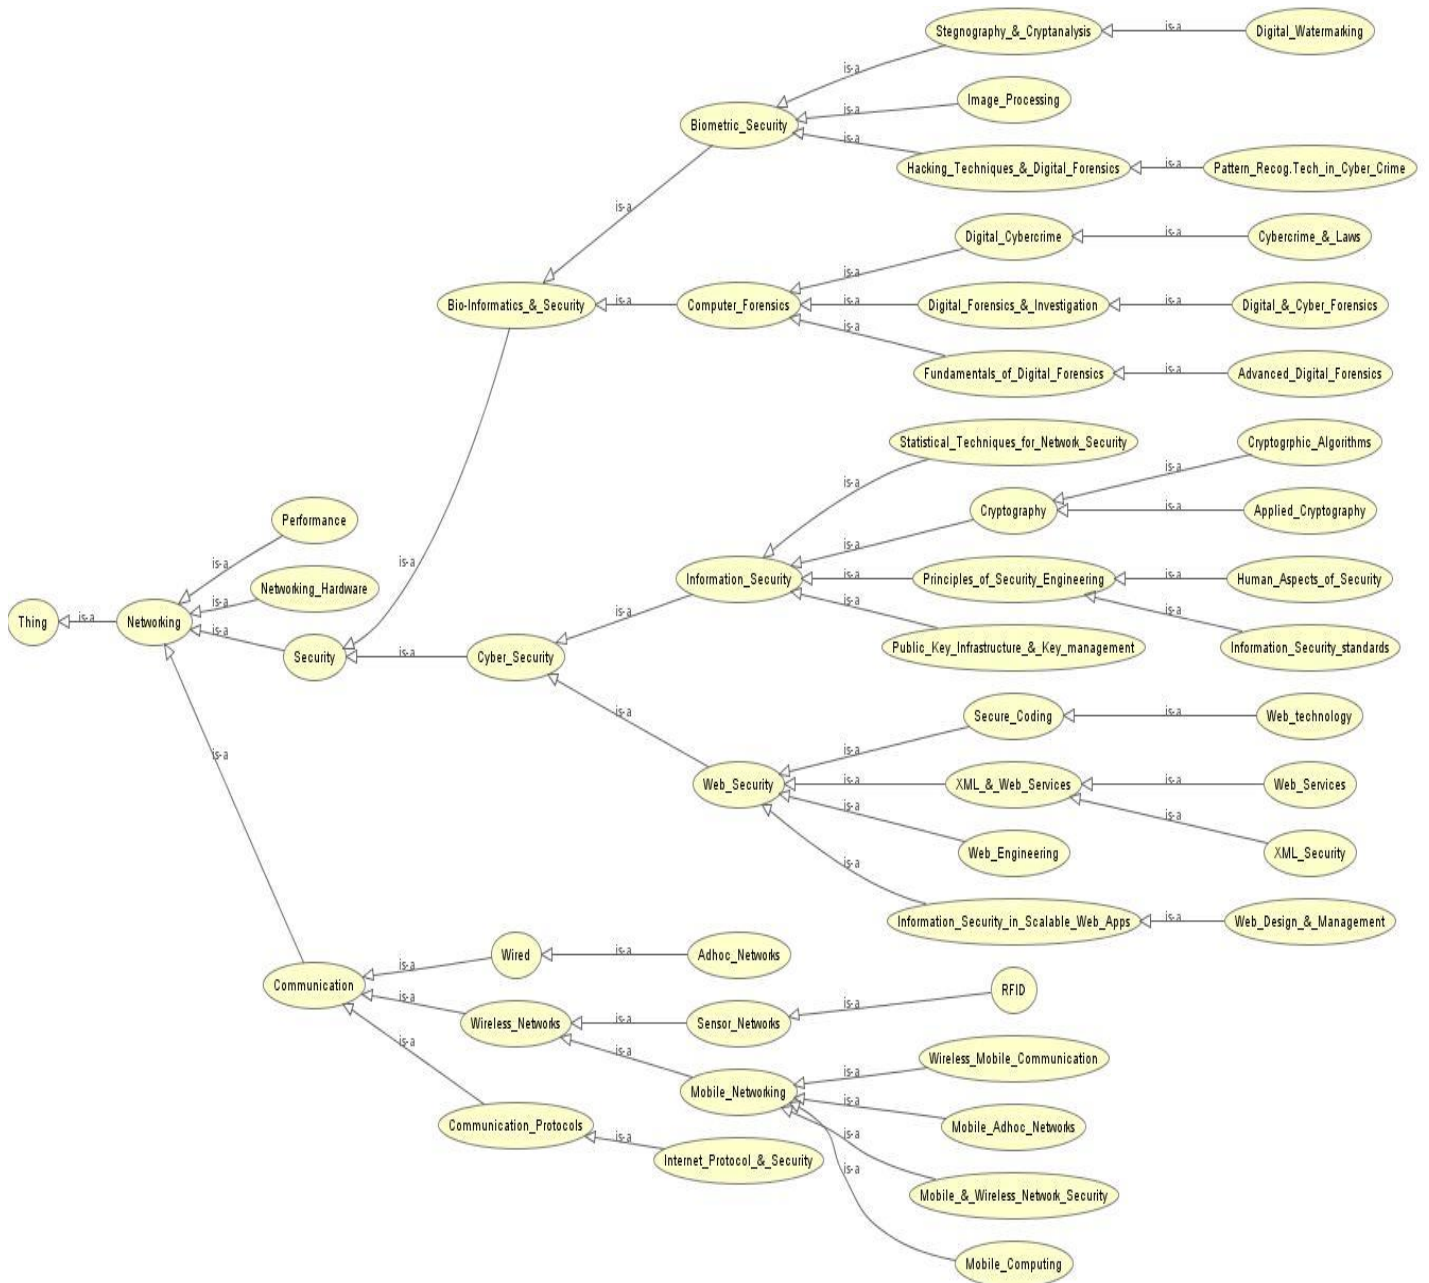 Stegnography_&_Cryptanalysis
is-a
Digital_Watermarking
is-a
Image_Processing
Biometric_Security
is-a
is-a
Hacking_Techniques_&_Digital_Forensics
is-a
Pattern_Recog.Tech_in_Cyber_Crime
is-a
Digital_Cybercrime
is-a
Cybercrime_&_Laws
is-a
Bio-Informatics_&_Security
is-a
Computer_Forensics
is-a
Digital_Forensics_&_Investigation
is-a
Digital_&_Cyber_Forensics
is-a
Fundamentals_of_Digital_Forensics
is-a
Advanced_Digital_Forensics
Statistical_Techniques_for_Network_Security
Cryptogrphic_Algorithms
is-a
is-a
Performance
Cryptography
is-a
Applied_Cryptography
is-a
is-a
is-a
Information_Security
is-a
Principles_of_Security_Engineering
is-a
Human_Aspects_of_Security
Networking_Hardware
is-a
is-a
is-a
is-a
Thing
is-a
Networking
is-a
Security
is-a
Cyber_Security
Public_Key_Infrastructure_&_Key_management
Information_Security_standards
is-a
Secure_Coding
is-a
Web_technology
is-a
is-a
Web_Security
is-a
XML_&_Web_Services
is-a
Web_Services
is-a
is-a
Web_Engineering
XML_Security
is-a
Information_Security_in_Scalable_Web_Apps
is-a
Web_Design_&_Management
Wired
is-a
Adhoc_Networks
is-a
Communication
is-a
RFID
is-a
Wireless_Networks
is-a
Sensor_Networks
is-a
is-a
Wireless_Mobile_Communication
is-a
Mobile_Networking
is-a
Mobile_Adhoc_Networks
Communication_Protocols
is-a
is-a
Internet_Protocol_&_Security
is-a
Mobile_&_Wireless_Network_Security
Mobile_Computing